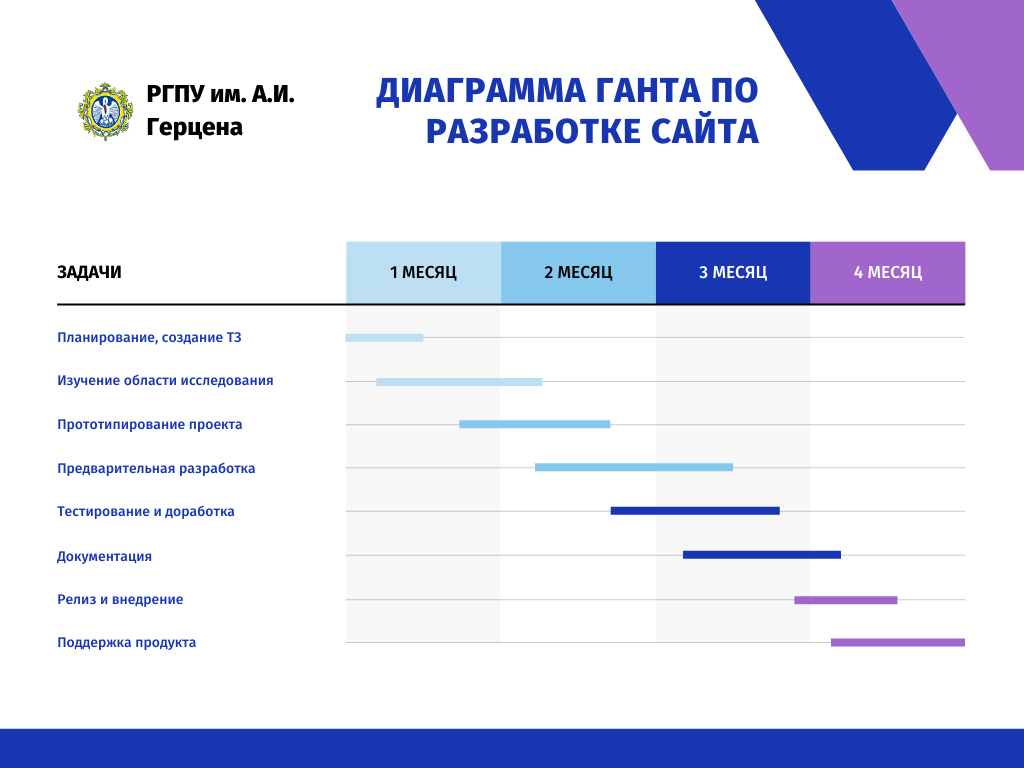 РГПУ им. А.И.
Герцена
ДИАГРАММА ГАНТА ПО
РАЗРАБОТКЕ САЙТА
ЗАДАЧИ
1 МЕСЯЦ
2 МЕСЯЦ
3 МЕСЯЦ
4 МЕСЯЦ
Планирование, создание ТЗ
Изучение области исследования
Прототипирование проекта
Предварительная разработка
Тестирование и доработка
Документация
Релиз и внедрение
Поддержка продукта